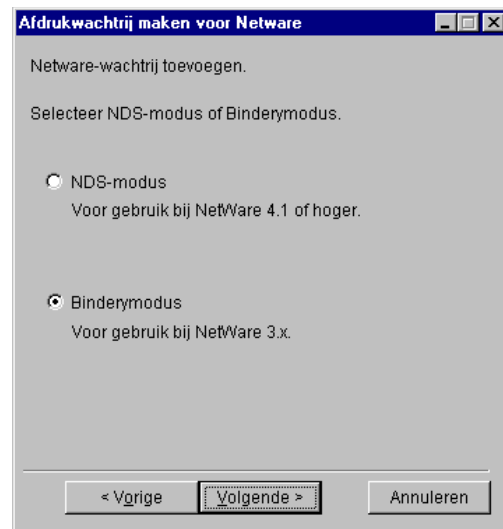 Afdrukwachtrij maken voor Netware
Netware-wachtrij toevoegen.
Selecteer NDS-modus of Binderymodus.
NDS-modus
Voor gebruik bij NetWare 4.1 of hoger.
Binderymodus
Voor gebruik bij NetWare 3.x.
< Vorige Volgende > Annuleren